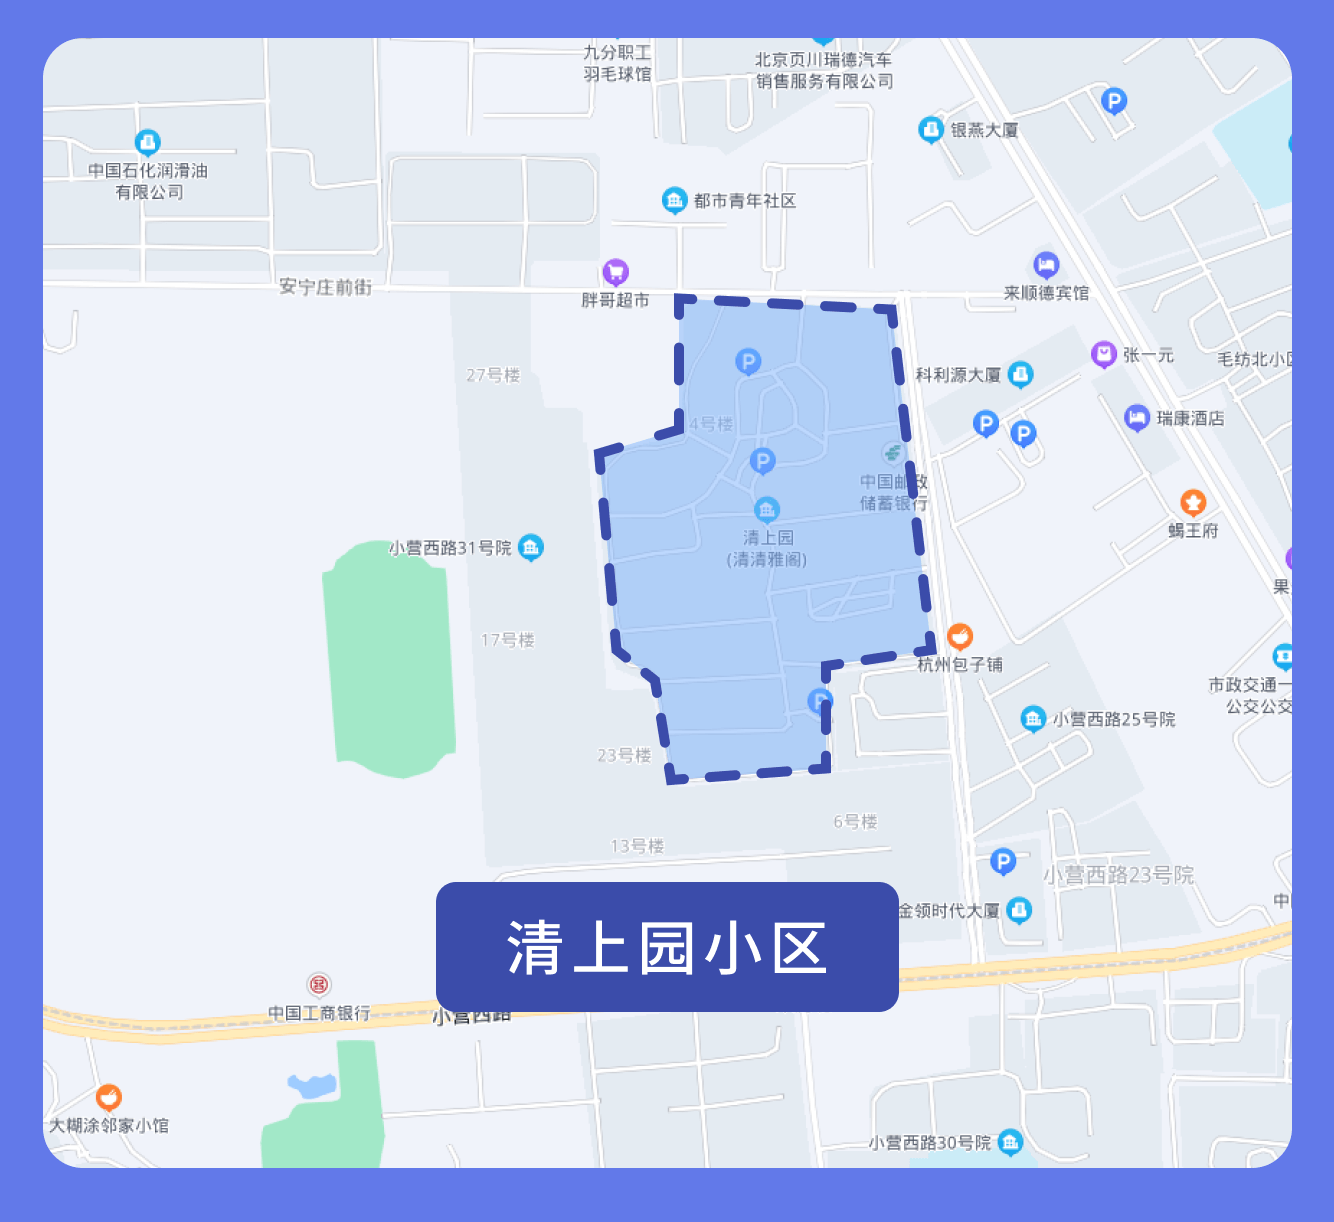 九分职工
羽毛球馆
北京页川瑞德汽车
销售服务有限公司
P
银燕大厦
中国石化润滑油
有限公司
都市青年社区
安宁庄前街
胖哥超市
来顺德宾馆
27号楼
P
科利源大厦
张一元
毛纺北小区
4号楼
P
P
瑞康酒店
P
中国邮政
储蓄银行
蝎王府
清上园
(清清雅阁)
小营西路31号院
果
17号楼
杭州包子铺
市政交通一
公交公交
P
小营西路25号院
23号楼
6号楼
13号楼
P
小营西路23号院
中
金领时代大厦
清上园小区
中国工商银行
小营西路
大糊涂邻家小馆
小营西路30号院